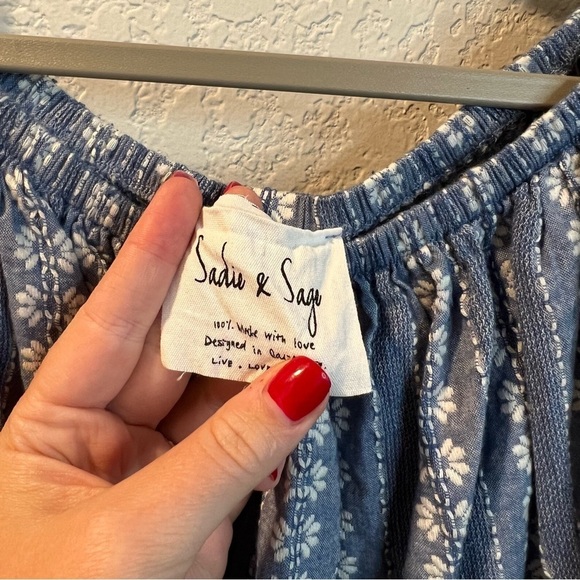 Sadie & Sage
100% Made with love
Designed in
Live . Love